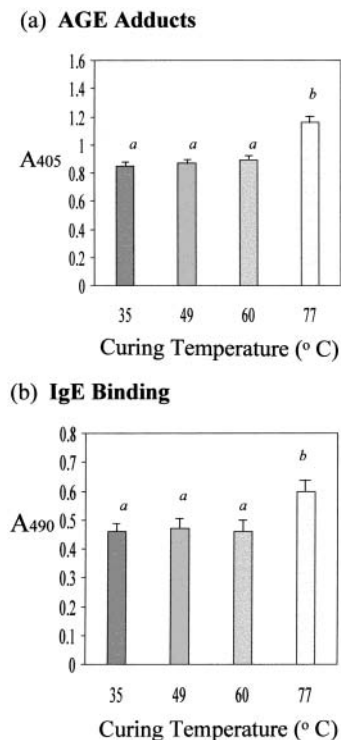 (a) AGE Adducts
1.6
1.4
b
1.2
a a a
1
A405
0.8
0.6
0.4
0.2
0
35 49 60 77
Curing Temperature (° C)
(b) IgE Binding
0.8
0.7
b
0.6
a a a
0.5
A490
0.4
0.3
0.2
0.1
0
35 49 60 77
Curing Temperature (° C)